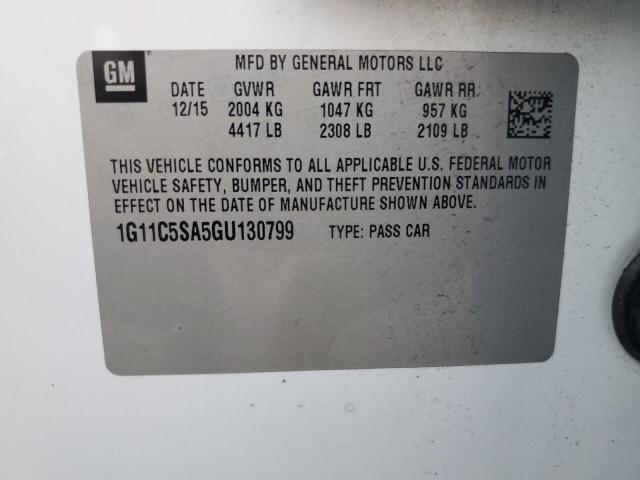 GM
MFD BY GENERAL MOTORS LLC
DATE GVWR GAWR FRT GAWR RR
12/15 2004 KG 1047 KG 957 KG
4417 LB 2308 LB 2109 LB
THIS VEHICLE CONFORMS TO ALL APPLICABLE U.S. FEDERAL MOTOR
VEHICLE SAFETY, BUMPER, AND THEFT PREVENTION STANDARDS IN
EFFECT ON THE DATE OF MANUFACTURE SHOWN ABOVE.
1G11C5SA5GU130799 TYPE: PASS CAR